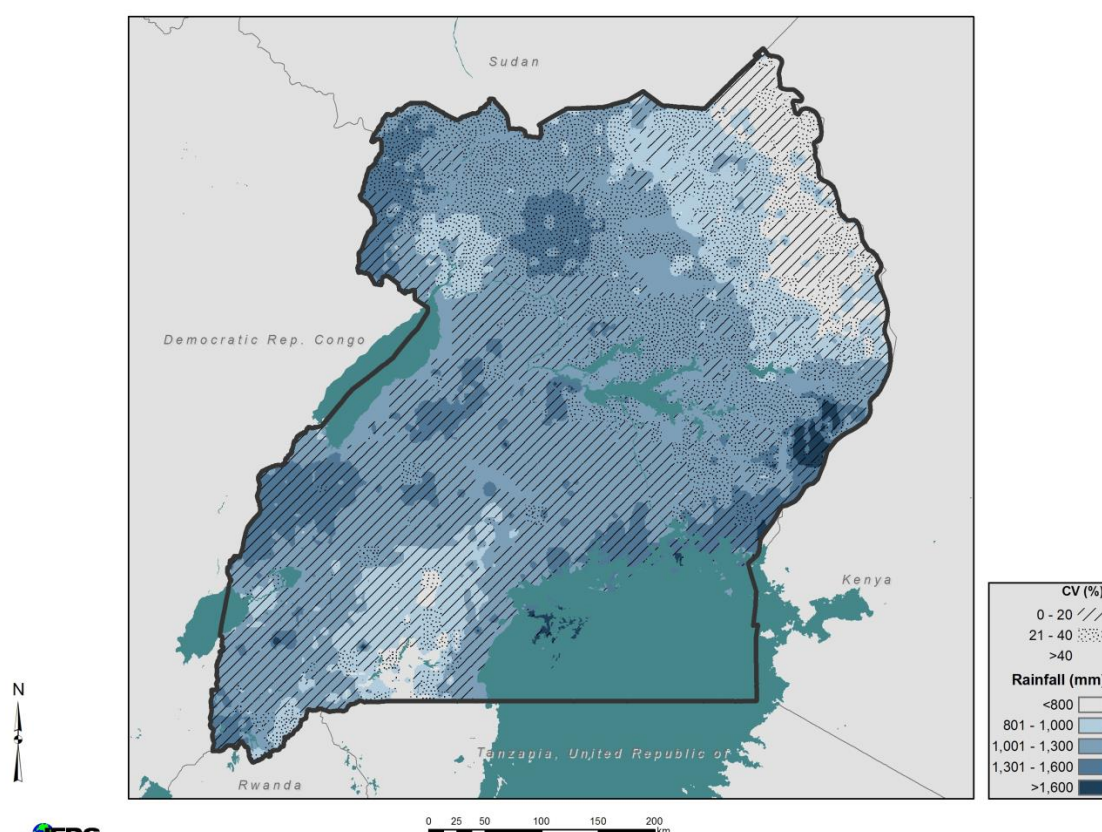 Sudan
Democratic Rep. Congo
Kenya
CV (%)
0 - 20
21 - 40
>40
Rainfall (mm)
<800
801 - 1,000
1,001 - 1,300
1,301 - 1,600
>1,600
N
Tanzania, United Republic of
Rwanda
0 25 50 100 150 200
km